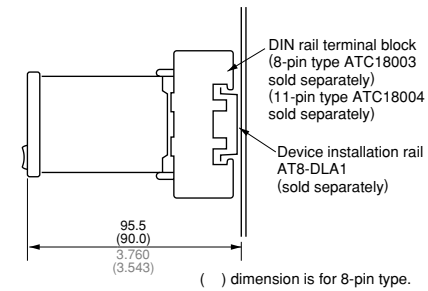 DIN rail terminal block
(8-pin type ATC18003
sold separately)
(11-pin type ATC18004
sold separately)
Device installation rail
AT8-DLA1
(sold separately)
95.5
(90.0)
3.760
(3.543)
(    ) dimension is for 8-pin type.